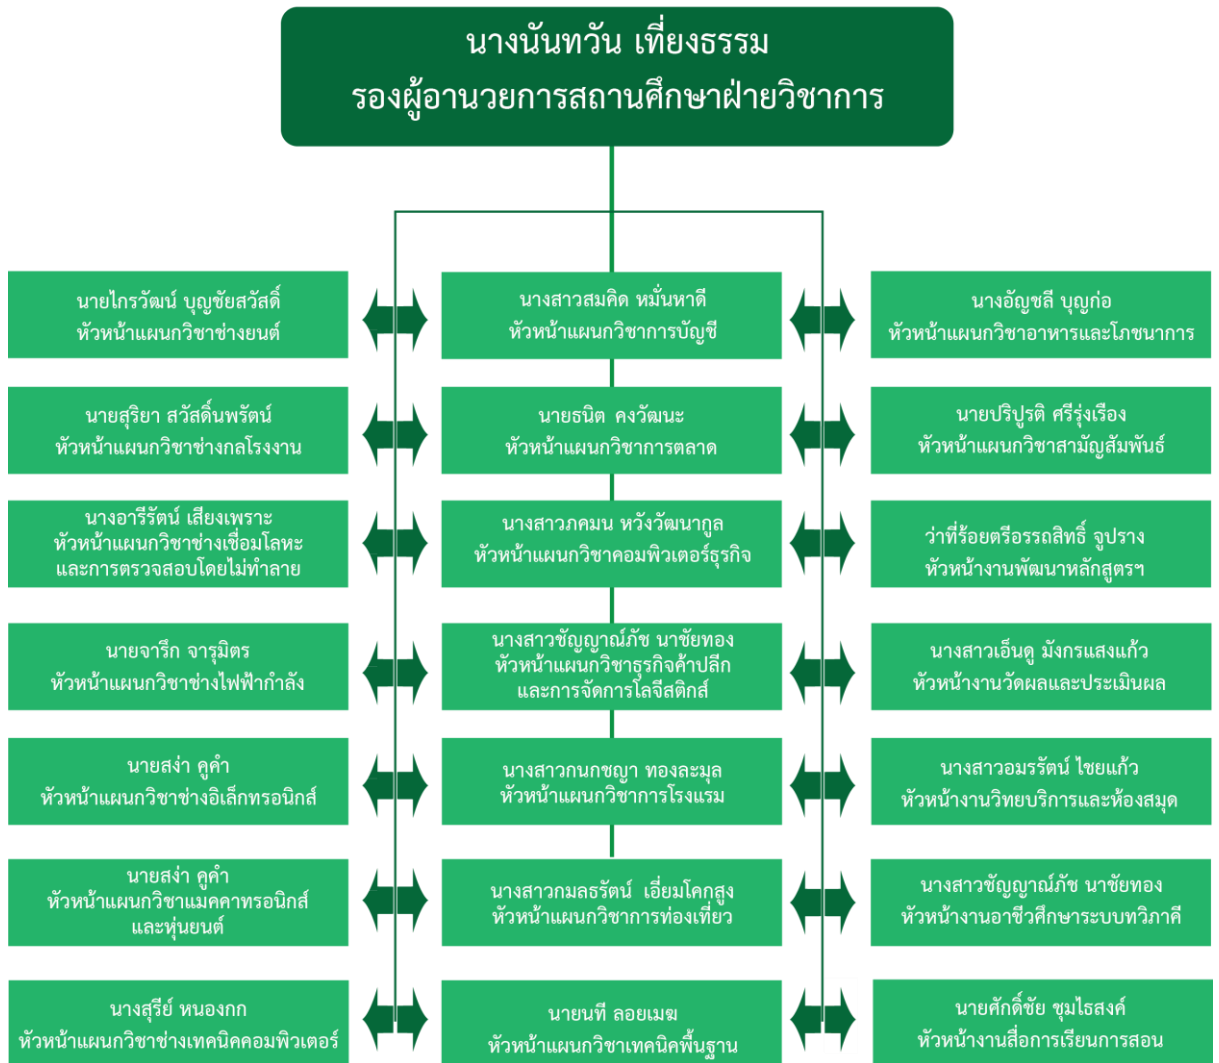 นางนันทวัน เที่ยงธรรม
รองผู้อานวยการสถานศึกษาฝ่ายวิชาการ
นายไกรวัฒน์ บุญชัยสวัสดิ์
หัวหน้าแผนกวิชาช่างยนต์
นางสาวสมคิด หมั่นหาดี
หัวหน้าแผนกวิชาการบัญชี
นางอัญชลี บุญก่อ
หัวหน้าแผนกวิชาอาหารและโภชนาการ
นายสุริยา สวัสดิ์นพรัตน์
หัวหน้าแผนกวิชาช่างกลโรงงาน
นายธนิต คงวัฒนะ
หัวหน้าแผนกวิชาการตลาด
นายปริปูรติ ศรีรุ่งเรือง
หัวหน้าแผนกวิชาสามัญสัมพันธ์
นางอารีรัตน์ เสียงเพราะ
หัวหน้าแผนกวิชาช่างเชื่อมโลหะ
และการตรวจสอบโดยไม่ทำลาย
นางสาวภคมน หวังวัฒนากูล
หัวหน้าแผนกวิชาคอมพิวเตอร์ธุรกิจ
ว่าที่ร้อยตรีอรรถสิทธิ์ จูปราง
หัวหน้างานพัฒนาหลักสูตรฯ
นายจารึก จารุมิตร
หัวหน้าแผนกวิชาช่างไฟฟ้ากำลัง
นางสาวชัญญาณ์ภัช นาชัยทอง
หัวหน้าแผนกวิชาธุรกิจค้าปลีก
และการจัดการโลจีสติกส์
นางสาวเอ็นดู มังกรแสงแก้ว
หัวหน้างานวัดผลและประเมินผล
นายสง่า คูคำ
หัวหน้าแผนกวิชาช่างอิเล็กทรอนิกส์
นางสาวกนกชญา ทองละมุล
หัวหน้าแผนกวิชาการโรงแรม
นางสาวอมรรัตน์ ไชยแก้ว
หัวหน้างานวิทยบริการและห้องสมุด
นายสง่า คูคำ
หัวหน้าแผนกวิชาแมคคาทรอนิกส์
และหุ่นยนต์
นางสาวกมลธรัตน์ เอี่ยมโคกสูง
หัวหน้าแผนกวิชาการท่องเที่ยว
นางสาวชัญญาณ์ภัช นาชัยทอง
หัวหน้างานอาชีวศึกษาระบบทวิภาคี
นางสุรีย์ หนองกก
หัวหน้าแผนกวิชาช่างเทคนิคคอมพิวเตอร์
นายนที ลอยเมฆ
หัวหน้าแผนกวิชาเทคนิคพื้นฐาน
นายศักดิ์ชัย ชุมไธสงค์
หัวหน้างานสื่อการเรียนการสอน